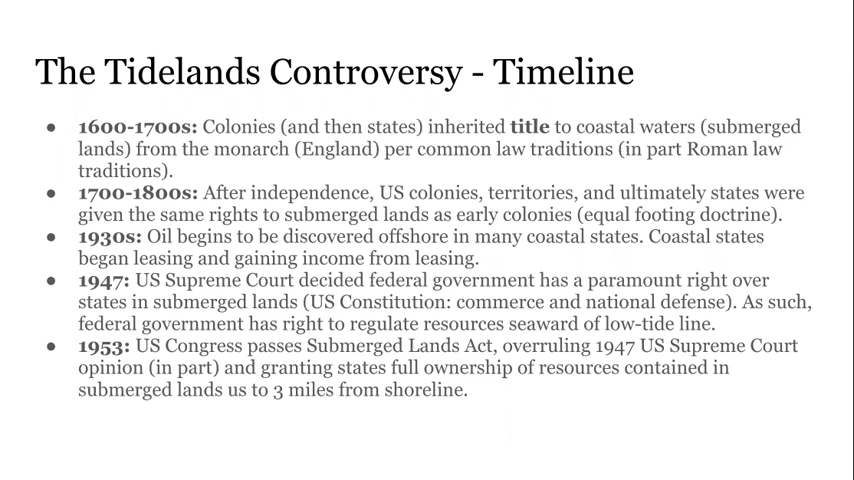 The Tidelands Controversy - Timeline
● 1600-1700s: Colonies (and then states) inherited title to coastal waters (submerged
lands) from the monarch (England) per common law traditions (in part Roman law
traditions).
● 1700-1800s: After independence, US colonies, territories, and ultimately states were
given the same rights to submerged lands as early colonies (equal footing doctrine).
● 1930s: Oil begins to be discovered offshore in many coastal states. Coastal states
began leasing and gaining income from leasing.
● 1947: US Supreme Court decided federal government has a paramount right over
states in submerged lands (US Constitution: commerce and national defense). As such,
federal government has right to regulate resources seaward of low-tide line.
● 1953: US Congress passes Submerged Lands Act, overruling 1947 US Supreme Court
opinion (in part) and granting states full ownership of resources contained in
submerged lands us to 3 miles from shoreline.